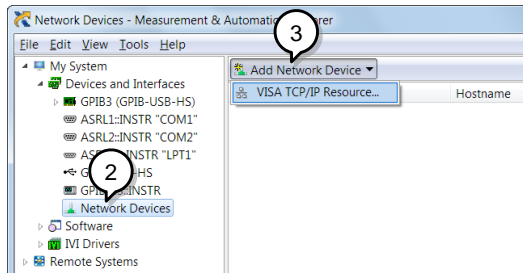 Network Devices - Measurement & Automation Explorer
3
File Edit View Tools Help
My System
Devices and Interfaces
GPIB3 (GPIB-USB-HS)
ASRL1::INSTR "COM1"
ASRL2::INSTR "COM2"
INSTR "LPT1"
-HS
INSTR
2
Network Devices
Software
IVI Drivers
Remote Systems
Add Network Device
VISA TCP/IP Resource...
Hostname